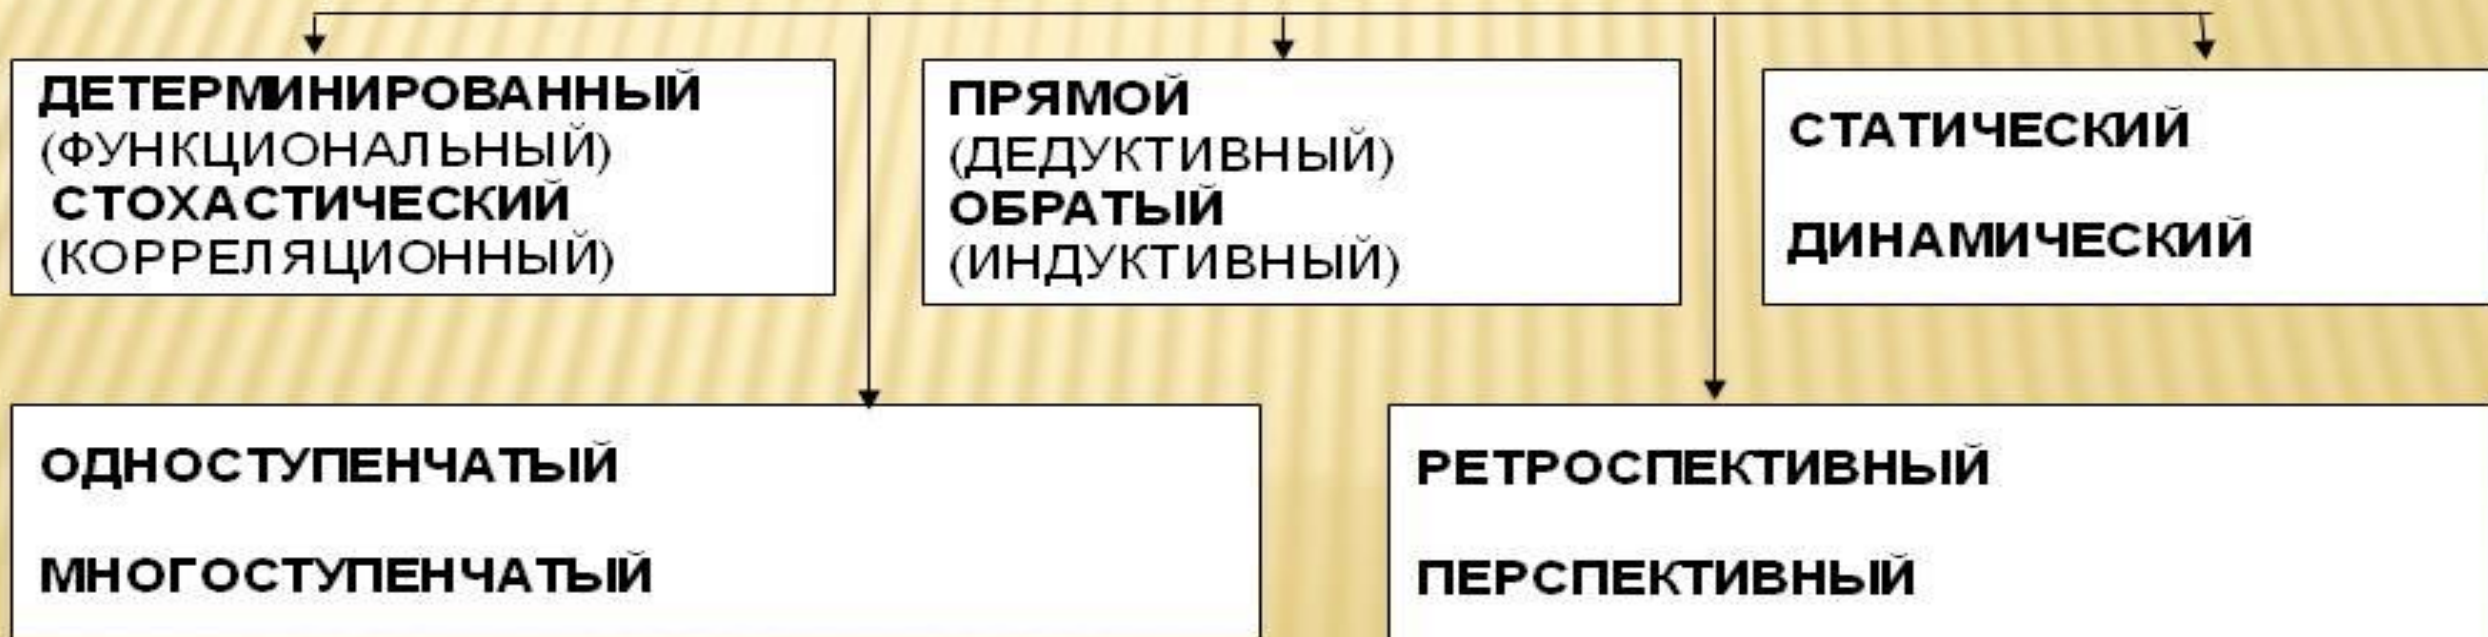 ДЕТЕРМИНИРОВАННЫЙ
(ФУНКЦИОНАЛЬНЫЙ)
СТОХАСТИЧЕСКИЙ
(КОРРЕЛЯЦИОННЫЙ)
ПРЯМОЙ
(ДЕДУКТИВНЫЙ)
ОБРАТЫЙ
(ИНДУКТИВНЫЙ)
СТАТИЧЕСКИЙ
ДИНАМИЧЕСКИЙ
ОДНОСТУПЕНЧАТЫЙ
МНОГОСТУПЕНЧАТЫЙ
РЕТРОСПЕКТИВНЫЙ
ПЕРСПЕКТИВНЫЙ